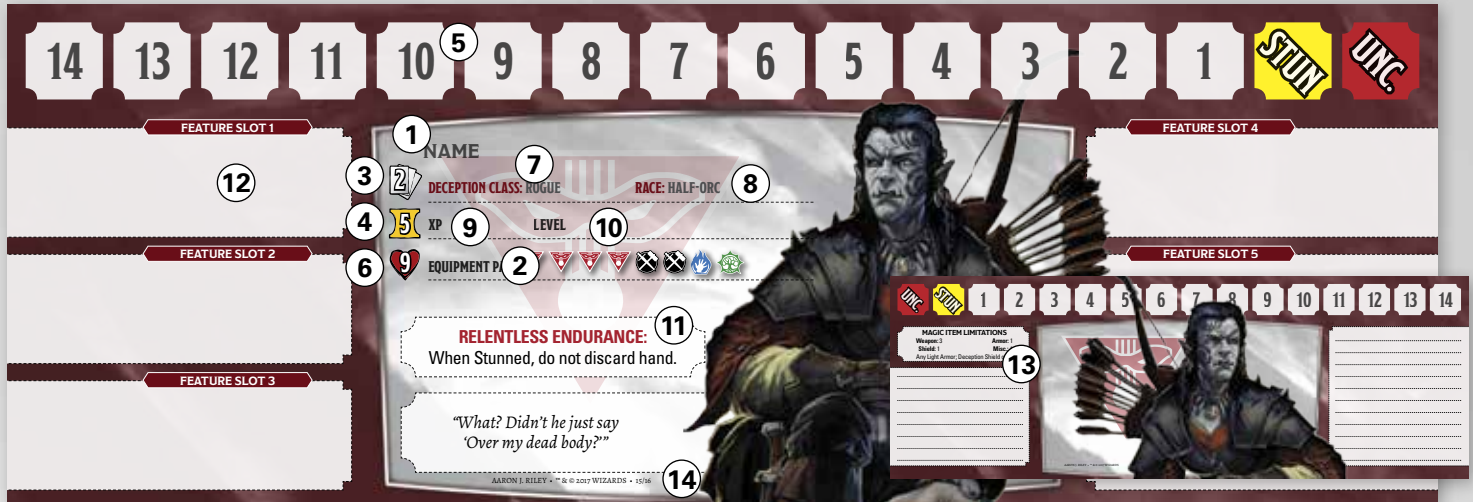 14 13 12 11 10 5 9 8 7 6 5 4 3 2 1 STUN UNC.
FEATURE SLOT 1
12
FEATURE SLOT 2
FEATURE SLOT 3
1
NAME
7
3 2 DECEPTION CLASS: ROGUE RACE: HALF-ORC 8
4 5 XP 9 LEVEL 10
6 9 EQUIPMENT 2
11
RELENTLESS ENDURANCE:
When Stunned, do not discard hand.
“What? Didn’t he just say
‘Over my dead body?’”
AARON J. RILEY • ™ & © 2017 WIZARDS • 15/16 14
FEATURE SLOT 4
FEATURE SLOT 5
UNC. STUN 1 2 3 4 5 6 7 8 9 10 11 12 13 14
MAGIC ITEM LIMITATIONS
Weapon: 3 Armor: 1
Shield: 1 Misc.
Any Light Armor; Deception Shield
13